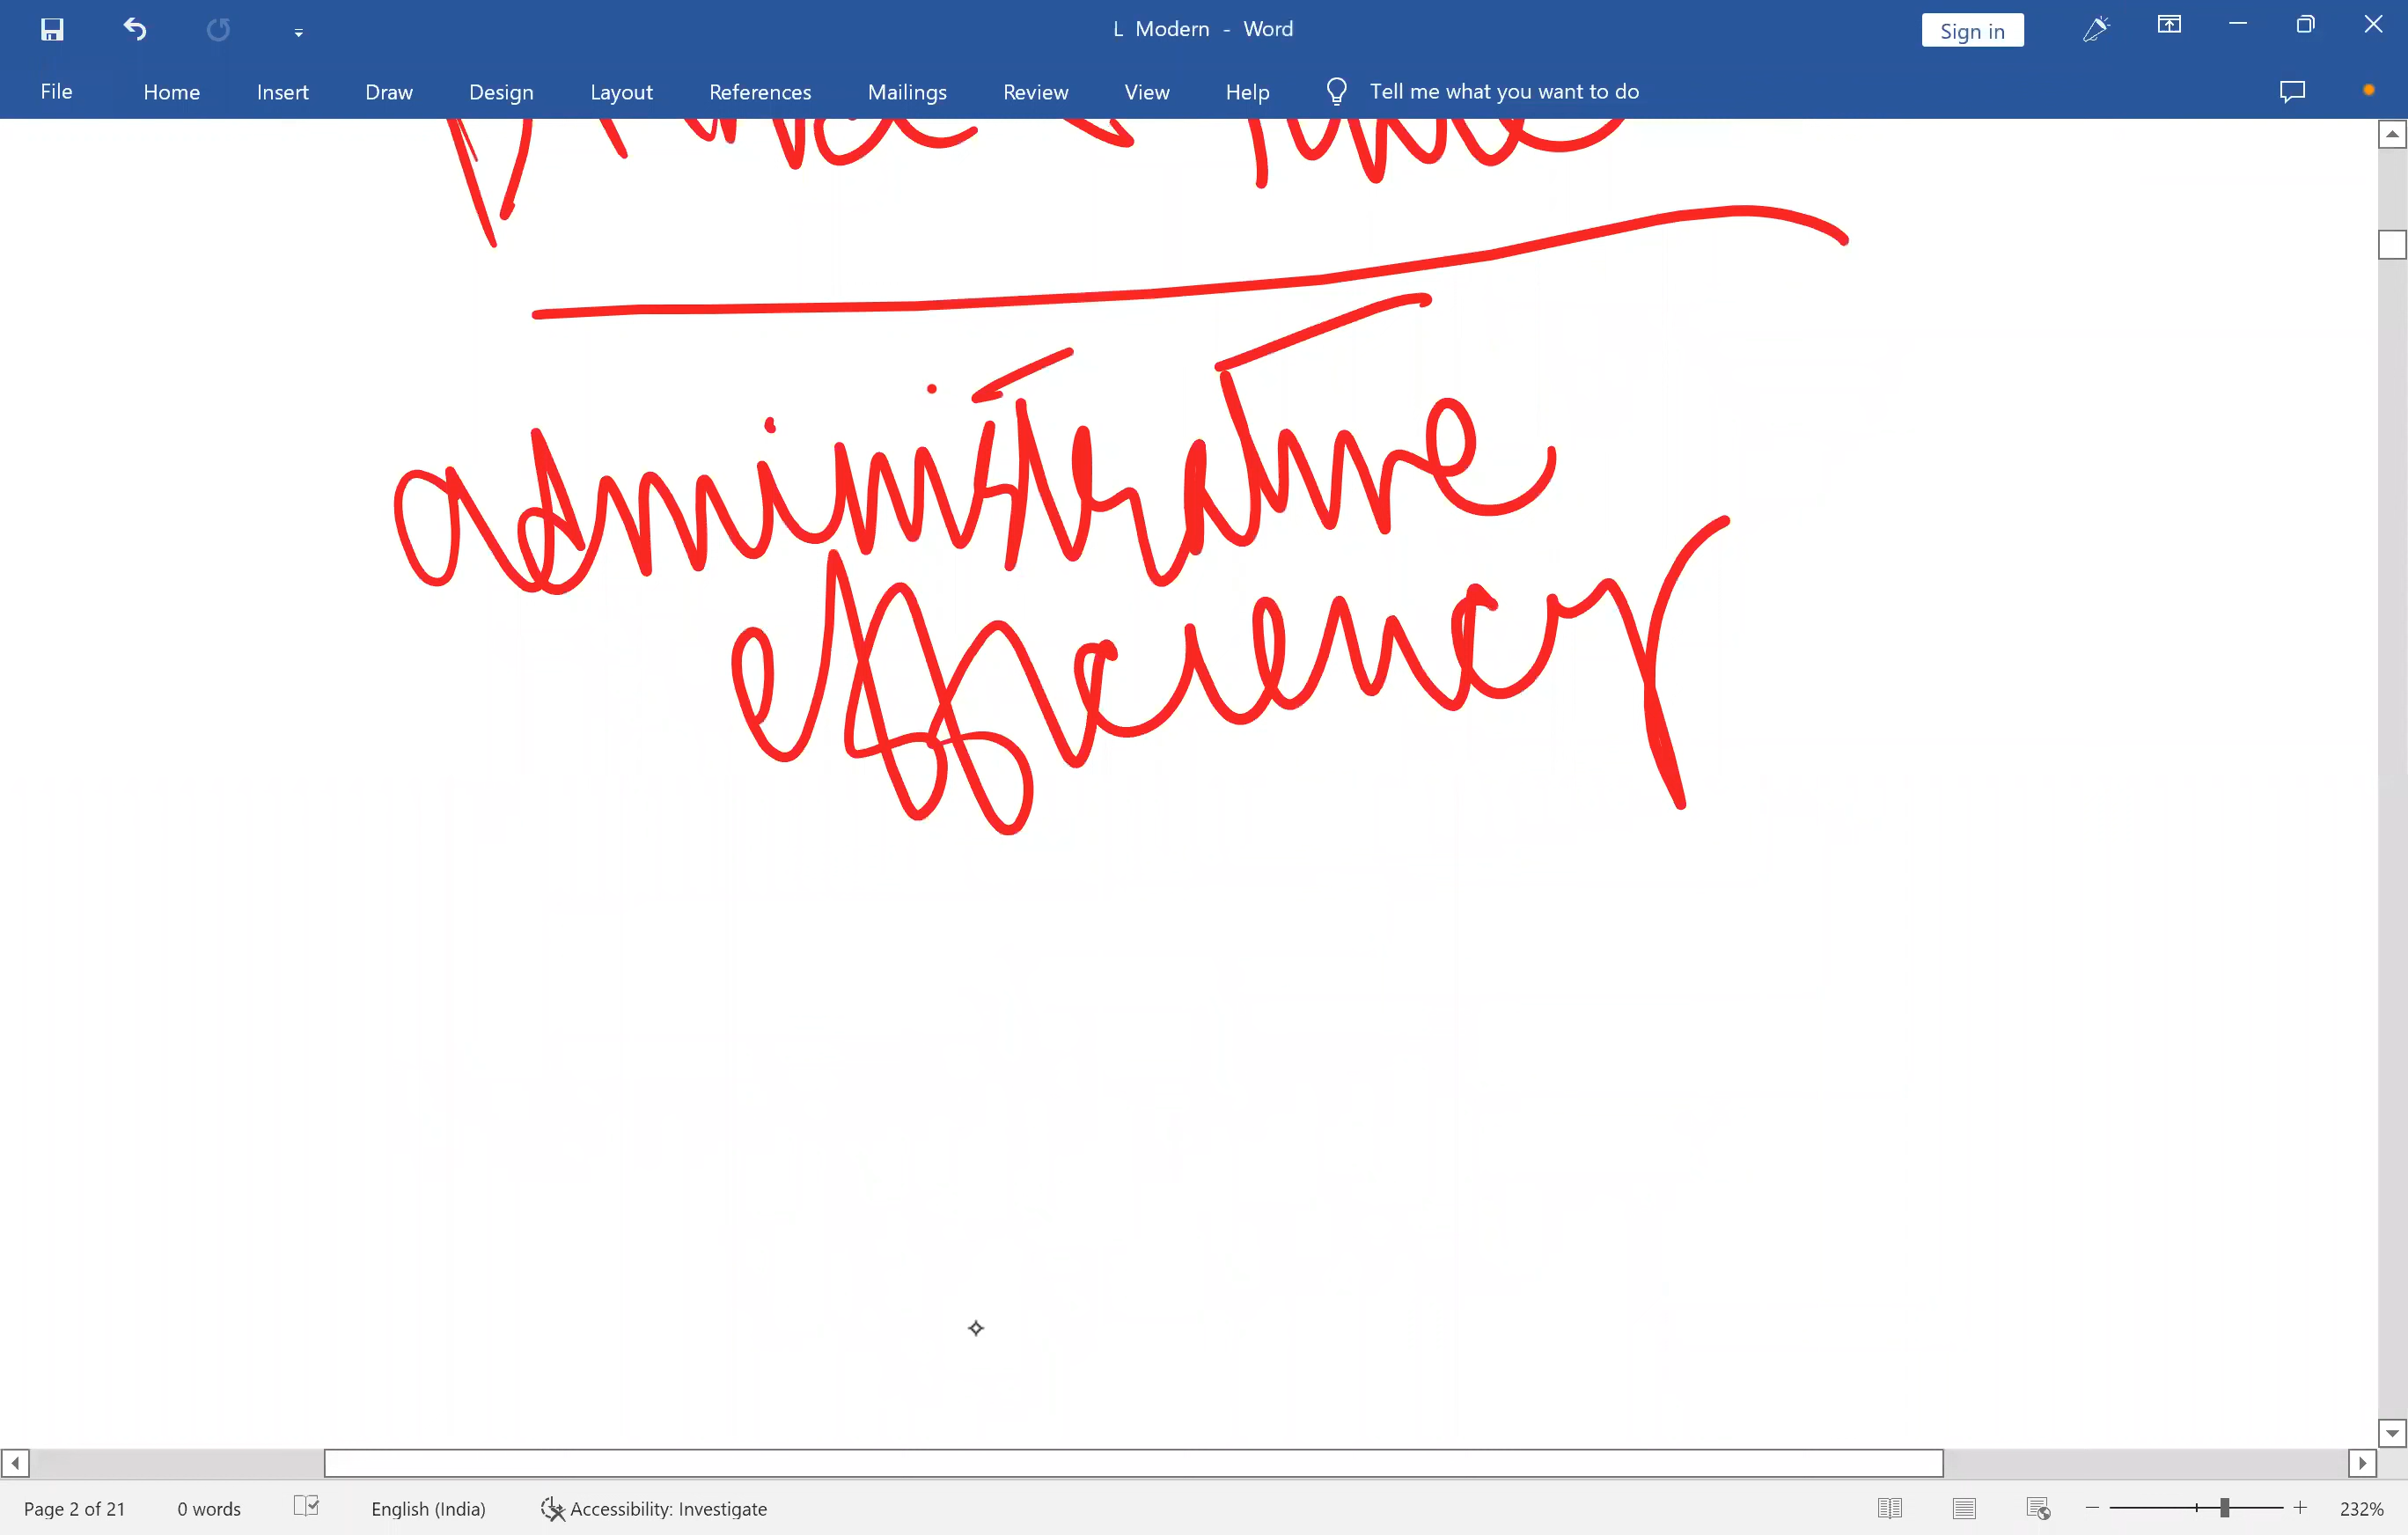 L Modern - Word
Sign in
File Home Insert Draw Design Layout References Mailings Review View Help Tell me what you want to do
administrative
efficiency
Page 2 of 21 0 words English (India) Accessibility: Investigate 232%